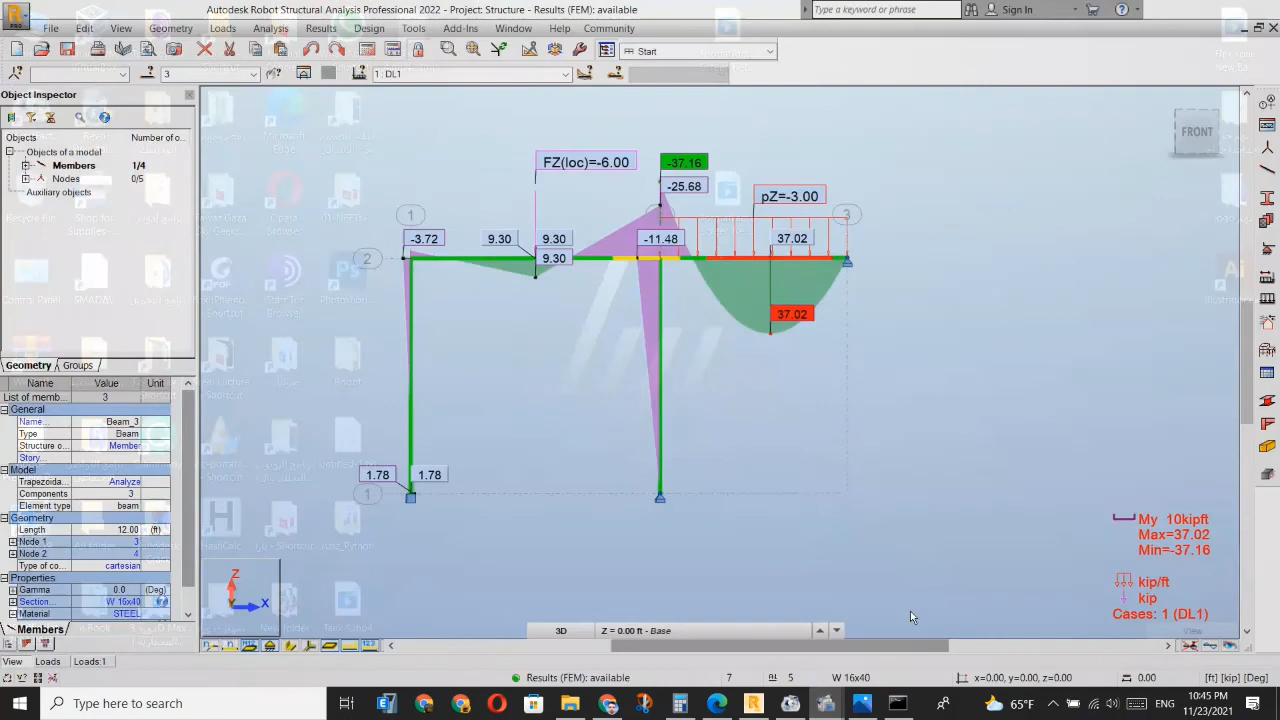 Autodesk Robot Structural Analysis Professional 2022 - Project: Structure - Results (FEM): available
Type a keyword or phrase
Sign In
File Edit View Geometry Loads Analysis Results Tools Design Tools Add-Ins Window Help Community
Start
3
1: DL1
Object Inspector
Objects Number of o...
Objects of a model
Members 1/4
Nodes 0/5
Auxiliary objects
Geometry Groups
Name Value Unit
List of memb... 3
General
Name... Beam_3
Type Beam
Structure o... Member
Story...
Model
Trapezoida... Analyze
Components 3
Element type beam
Geometry
Length 12.00 (ft)
Node 1 3
Node 2 4
Type of co... cartesian
Properties
Gamma 0.0 (Deg)
Section... W 16x40
Material STEEL
Members
FRONT
FZ(loc)=-6.00
-37.16
-25.68
pZ=-3.00
1
3
-3.72
9.30
9.30
-11.48
37.02
2
9.30
37.02
1.78
1.78
1
My 10kipft
Max=37.02
Min=-37.16
kip/ft
kip
Cases: 1 (DL1)
View
Z
Y
X
3D
Z = 0.00 ft - Base
View Loads Loads:1
Results (FEM): available
7
5
W 16x40
x=0.00, y=0.00, z=0.00
0.00
[ft] [kip] [Deg]
Type here to search
65°F
ENG
10:45 PM
11/23/2021